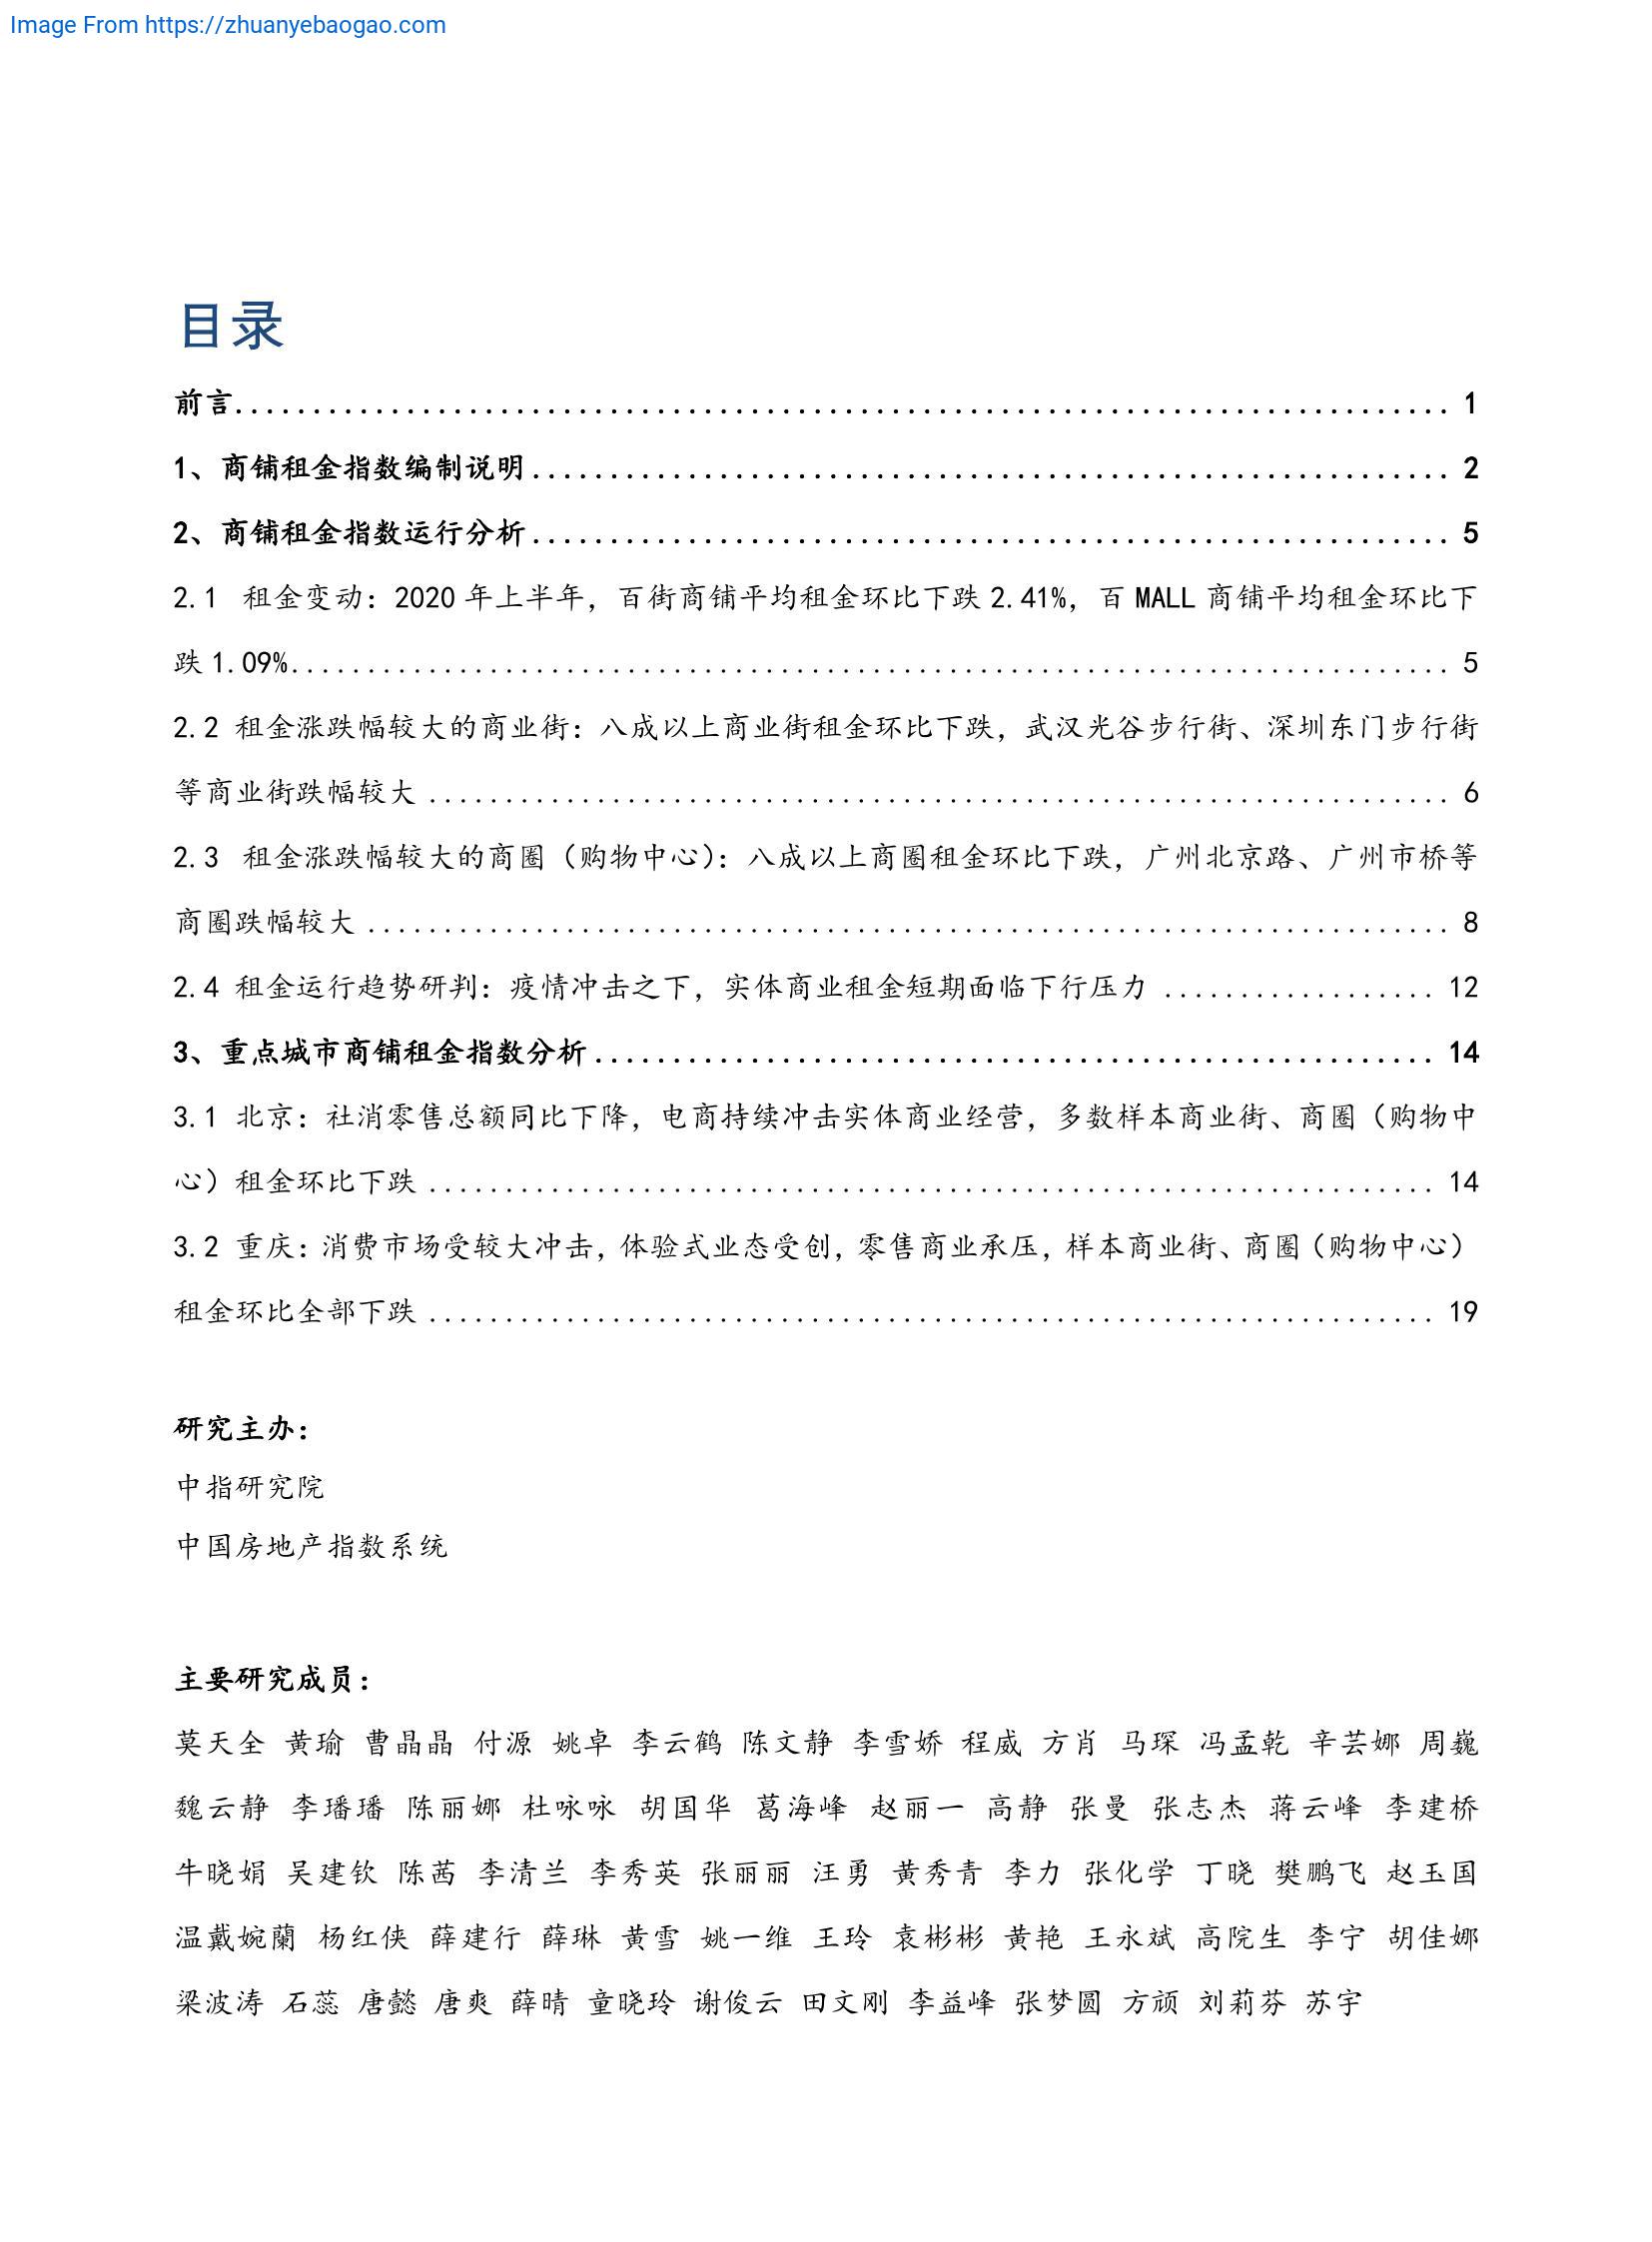 Image From https://zhuanyebaogao.com
目录
前言........................................................................ 1
1、商铺租金指数编制说明........................................................... 2
2、商铺租金指数运行分析........................................................... 5
2.1 租金变动：2020 年上半年，百街商铺平均租金环比下跌 2.41%，百 MALL 商铺平均租金环比下
跌 1.09%........................................................................ 5
2.2 租金涨跌幅较大的商业街：八成以上商业街租金环比下跌，武汉光谷步行街、深圳东门步行街
等商业街跌幅较大 ................................................................... 6
2.3 租金涨跌幅较大的商圈（购物中心）：八成以上商圈租金环比下跌，广州北京路、广州市桥等
商圈跌幅较大 ....................................................................... 8
2.4 租金运行趋势研判：疫情冲击之下，实体商业租金短期面临下行压力 .................. 12
3、重点城市商铺租金指数分析...................................................... 14
3.1 北京：社消零售总额同比下降，电商持续冲击实体商业经营，多数样本商业街、商圈（购物中
心）租金环比下跌 .................................................................. 14
3.2 重庆：消费市场受较大冲击，体验式业态受创，零售商业承压，样本商业街、商圈（购物中心）
租金环比全部下跌 .................................................................. 19
研究主办：
中指研究院
中国房地产指数系统
主要研究成员：
莫天全 黄瑜 曹晶晶 付源 姚卓 李云鹤 陈文静 李雪娇 程威 方肖 马琛 冯孟乾 辛芸娜 周巍
魏云静 李璠璠 陈丽娜 杜咏咏 胡国华 葛海峰 赵丽一 高静 张曼 张志杰 蒋云峰 李建桥
牛晓娟 吴建钦 陈茜 李清兰 李秀英 张丽丽 汪勇 黄秀青 李力 张化学 丁晓 樊鹏飞 赵玉国
温戴婉蘭 杨红侠 薛建行 薛琳 黄雪 姚一维 王玲 袁彬彬 黄艳 王永斌 高院生 李宁 胡佳娜
梁波涛 石蕊 唐懿 唐爽 薛晴 童晓玲 谢俊云 田文刚 李益峰 张梦圆 方颃 刘莉芬 苏宇